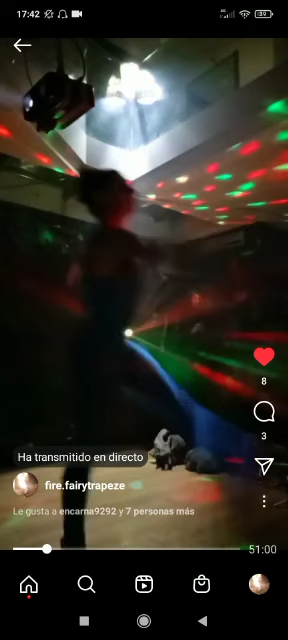 17:42
Ha transmitido en directo
fire.fairytrapeze
Le gusta a encarna9292 y 7 personas más
8
3
51:00